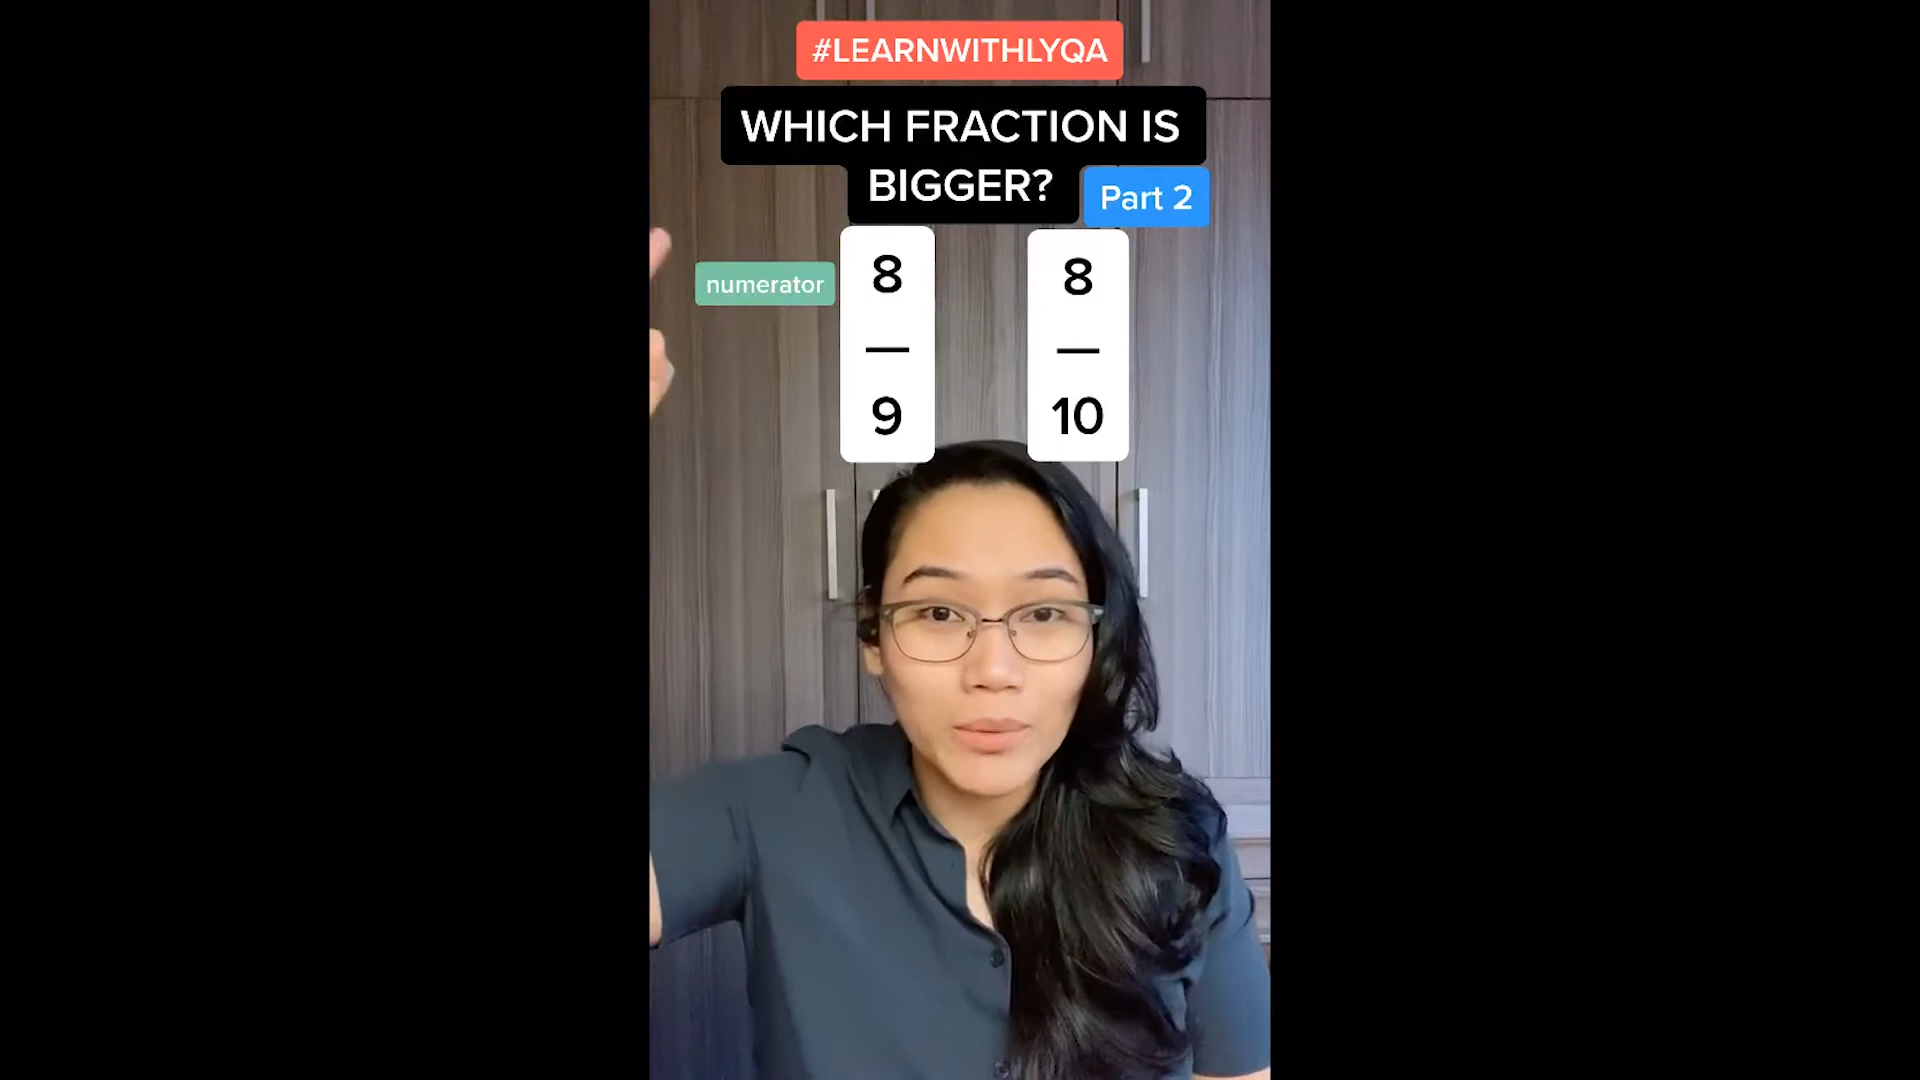 #LEARNWITHLYQA
WHICH FRACTION IS
BIGGER?
Part 2
numerator
8
—
9
8
—
10